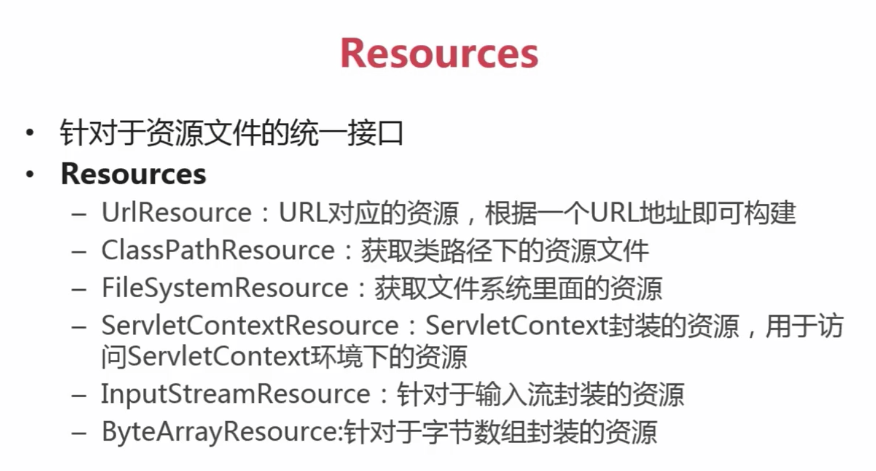 Resources
• 针对于资源文件的统一接口
• Resources
– UrlResource：URL对应的资源，根据一个URL地址即可构建
– ClassPathResource：获取类路径下的资源文件
– FileSystemResource：获取文件系统里面的资源
– ServletContextResource：ServletContext封装的资源，用于访
问ServletContext环境下的资源
– InputStreamResource：针对于输入流封装的资源
– ByteArrayResource:针对于字节数组封装的资源